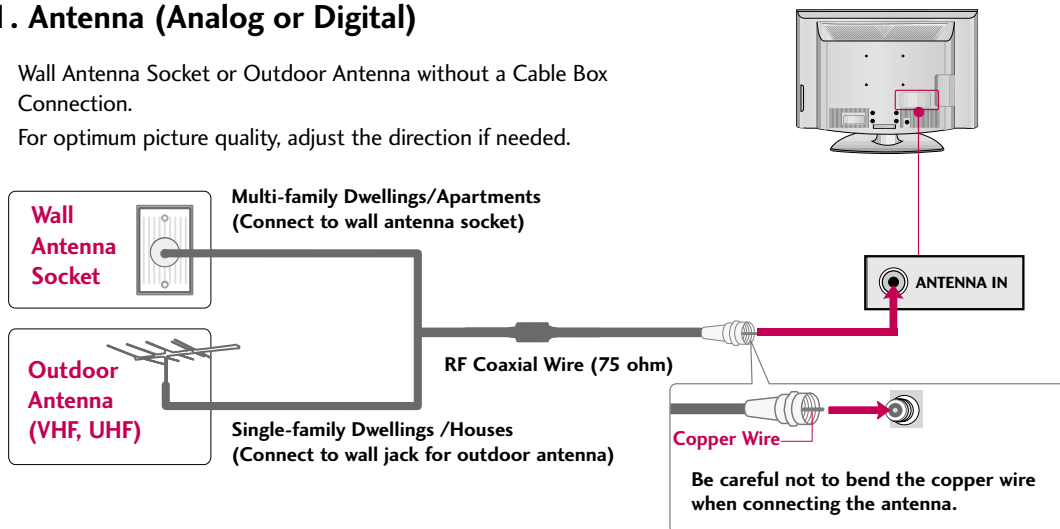 1. Antenna (Analog or Digital)
Wall Antenna Socket or Outdoor Antenna without a Cable Box
Connection.
For optimum picture quality, adjust the direction if needed.
Wall
Antenna
Socket
Multi-family Dwellings/Apartments
(Connect to wall antenna socket)
ANTENNA IN
RF Coaxial Wire (75 ohm)
Outdoor
Antenna
(VHF, UHF)
Single-family Dwellings /Houses
(Connect to wall jack for outdoor antenna)
Copper Wire
Be careful not to bend the copper wire
when connecting the antenna.